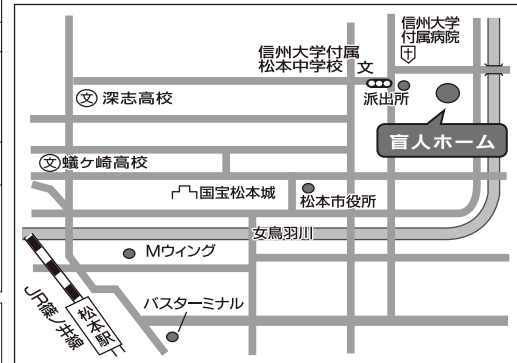 信州大学
付属病院
信州大学付属
松本中学校
文
派出所
文 深志高校
盲人ホーム
文 蟻ケ崎高校
国宝松本城
松本市役所
女鳥羽川
Mウィング
バスターミナル
松本駅
JR篠ノ井線